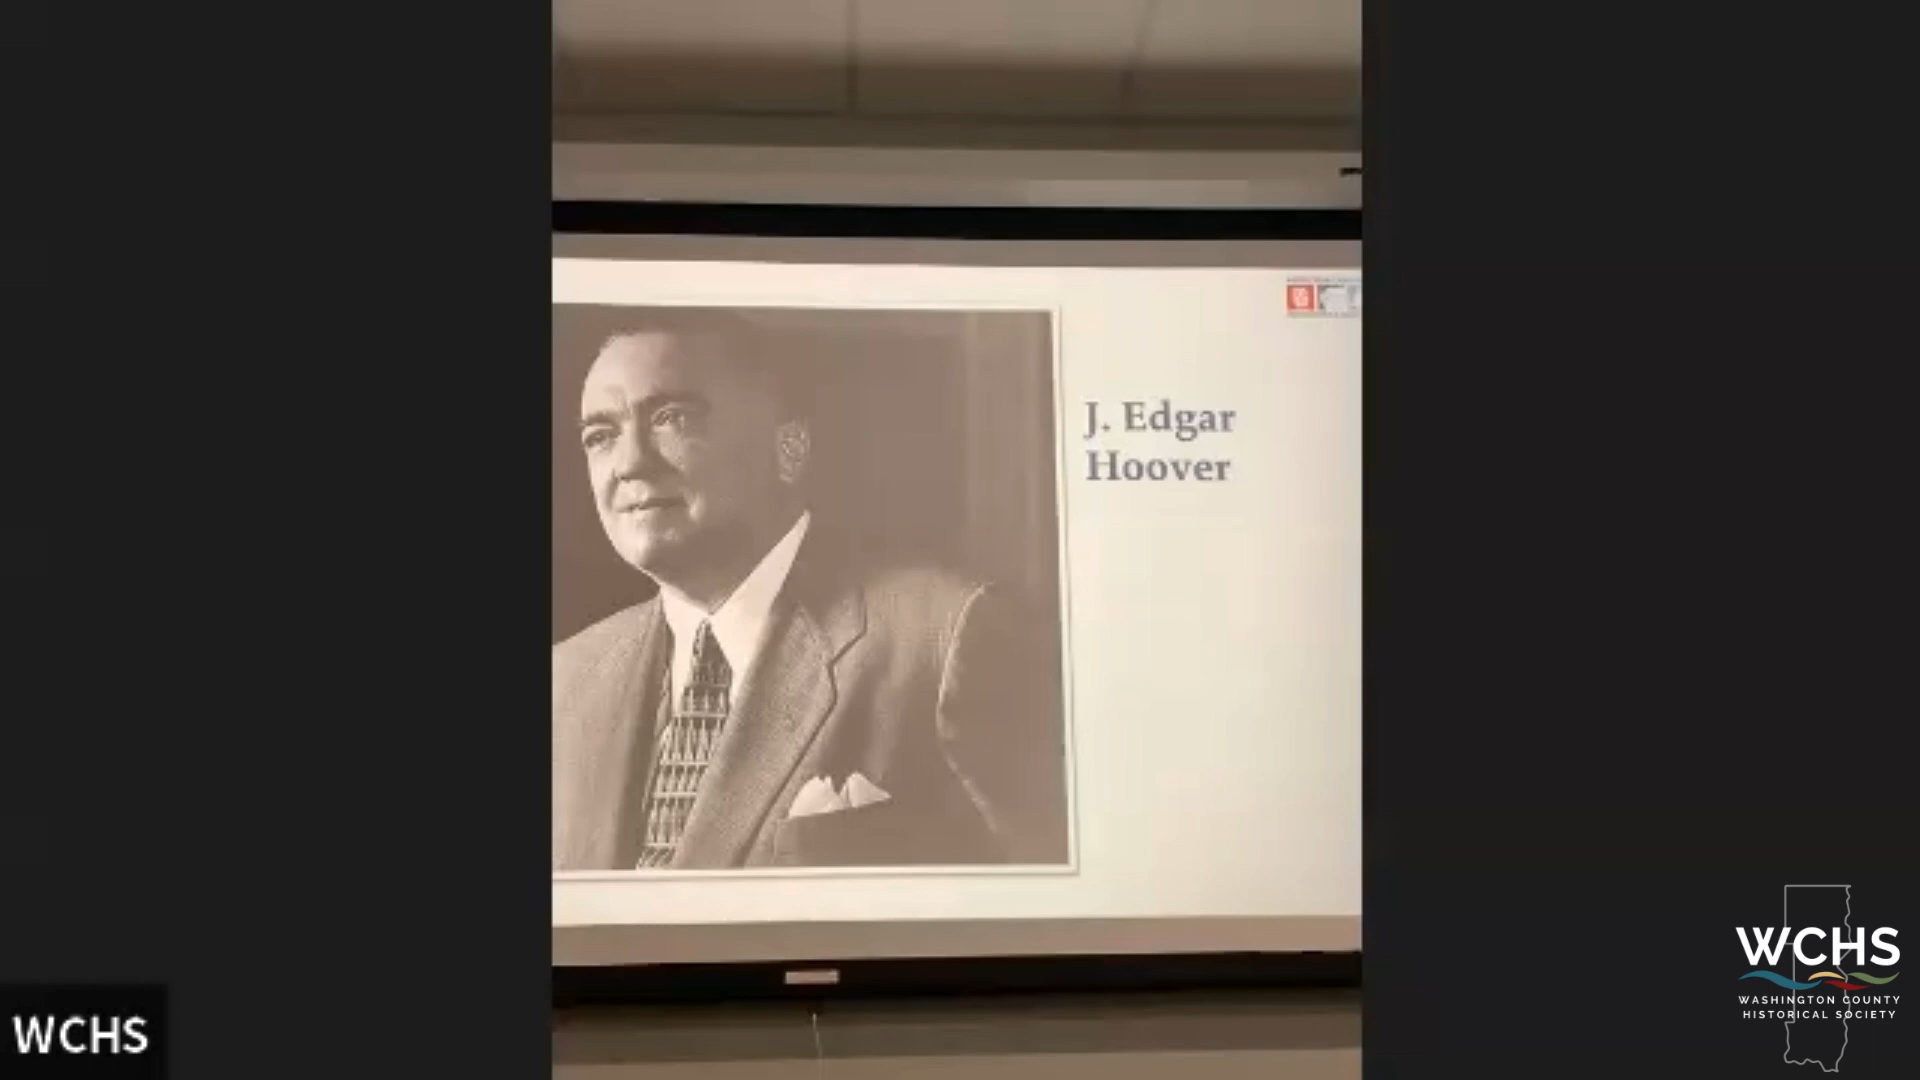 J. Edgar
Hoover
WCHS
WCHS
WASHINGTON COUNTY
HISTORICAL SOCIETY